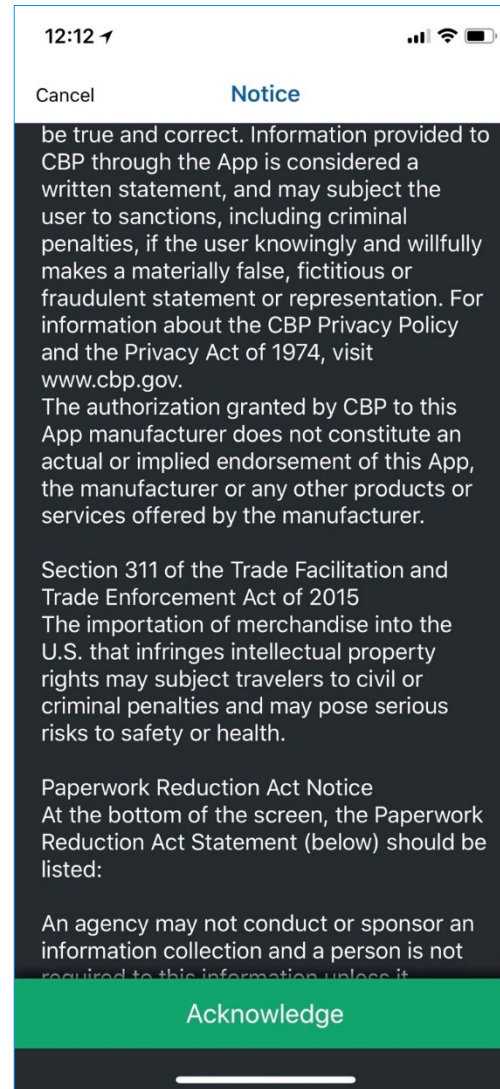 12:12
Cancel
Notice
be true and correct. Information provided to
CBP through the App is considered a
written statement, and may subject the
user to sanctions, including criminal
penalties, if the user knowingly and willfully
makes a materially false, fictitious or
fraudulent statement or representation. For
information about the CBP Privacy Policy
and the Privacy Act of 1974, visit
www.cbp.gov.
The authorization granted by CBP to this
App manufacturer does not constitute an
actual or implied endorsement of this App,
the manufacturer or any other products or
services offered by the manufacturer.
Section 311 of the Trade Facilitation and
Trade Enforcement Act of 2015
The importation of merchandise into the
U.S. that infringes intellectual property
rights may subject travelers to civil or
criminal penalties and may pose serious
risks to safety or health.
Paperwork Reduction Act Notice
At the bottom of the screen, the Paperwork
Reduction Act Statement (below) should be
listed:
An agency may not conduct or sponsor an
information collection and a person is not
required to this information unless it
Acknowledge